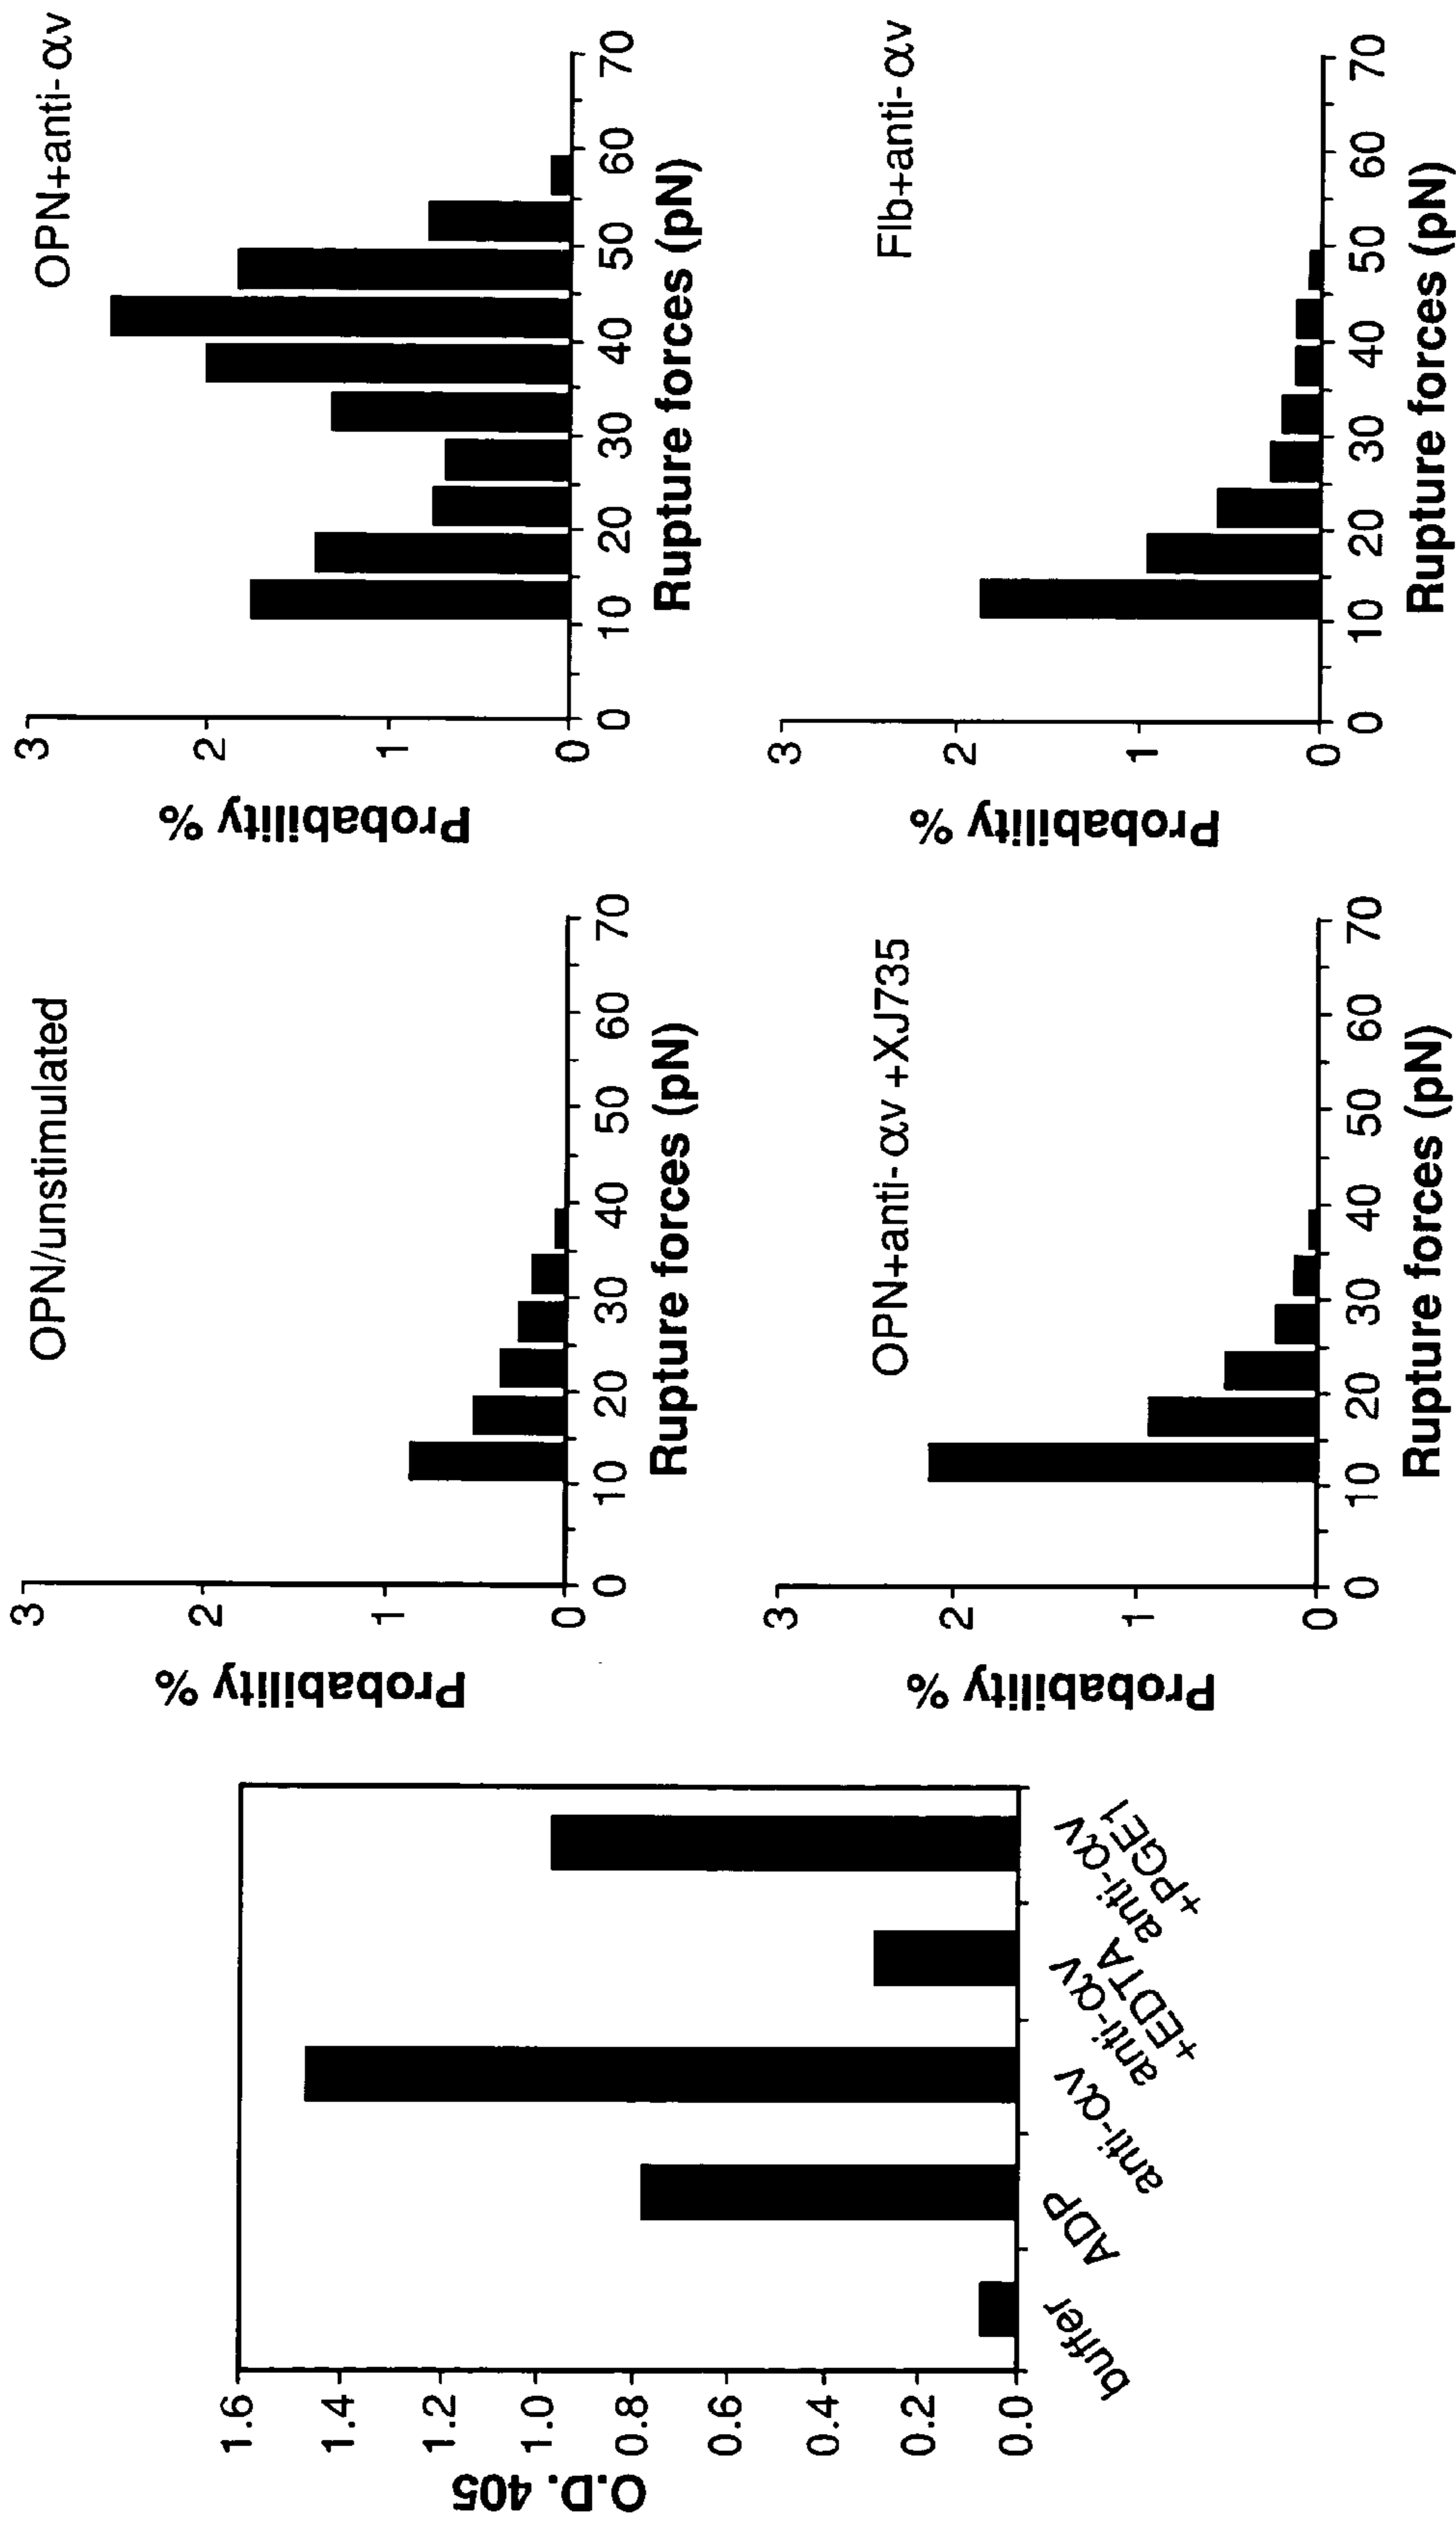 O.D. 405
1.6
1.4
1.2
1.0
0.8
0.6
0.4
0.2
0.0
buffer
ADP
anti-αv
anti-αv
+EDTA
anti-αv
+PGE1
OPN/unstimulated
Probability %
3
2
1
0
0 10 20 30 40 50 60 70
Rupture forces (pN)
OPN+anti-αv
Probability %
3
2
1
0
0 10 20 30 40 50 60 70
Rupture forces (pN)
OPN+anti-αv +XJ735
Probability %
3
2
1
0
0 10 20 30 40 50 60 70
Rupture forces (pN)
FIb+anti-αv
Probability %
3
2
1
0
0 10 20 30 40 50 60 70
Rupture forces (pN)